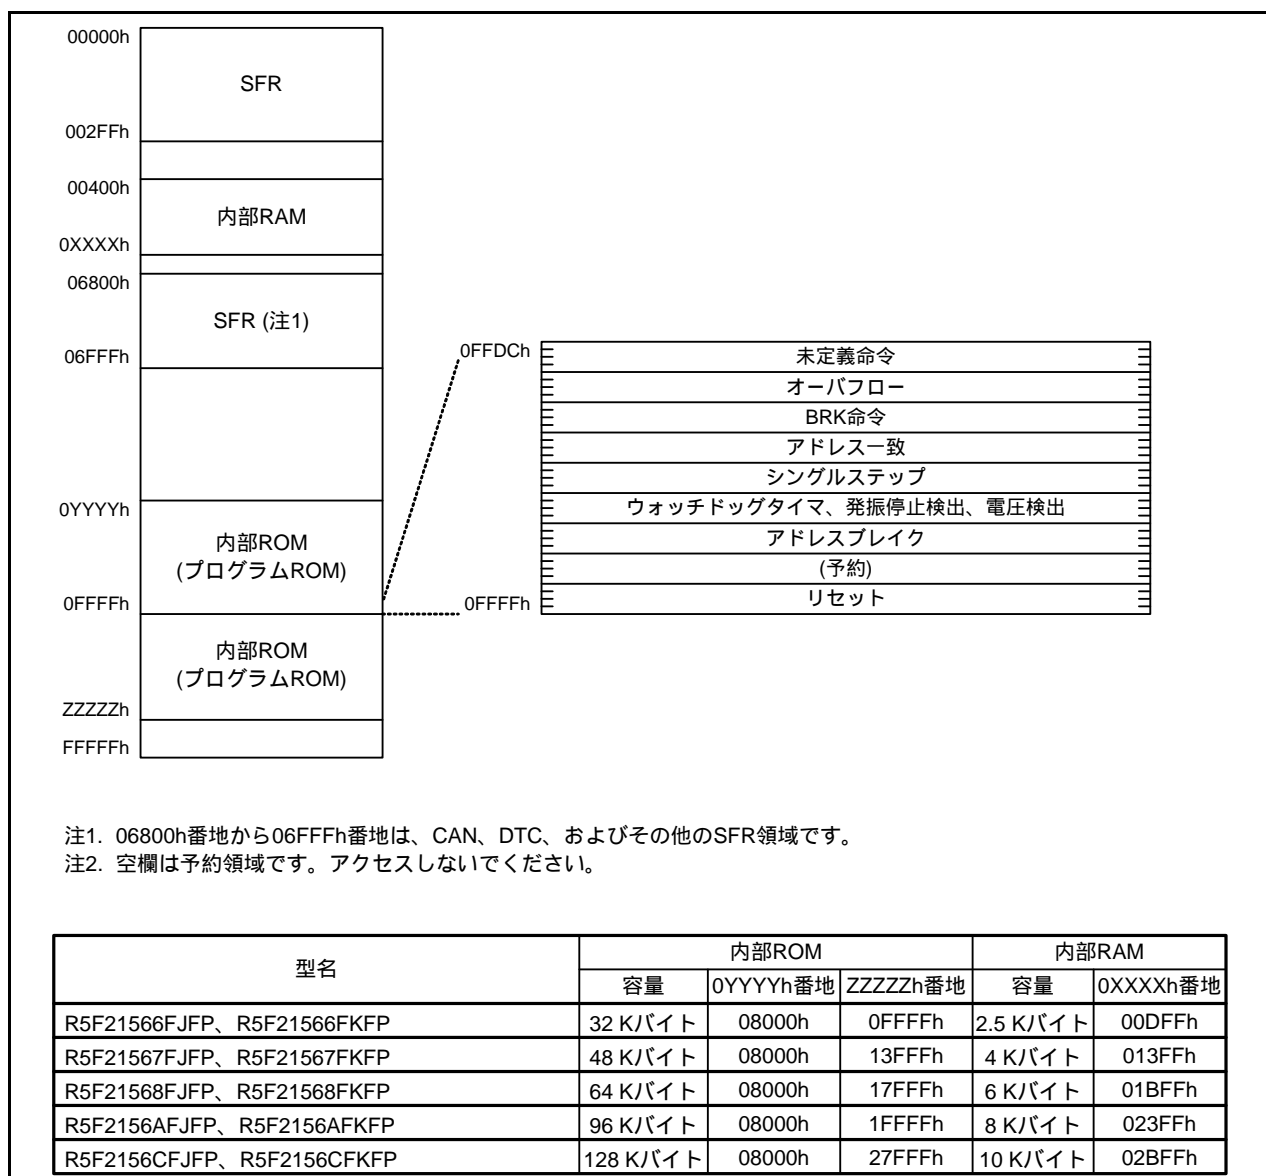 00000h
SFR
002FFh
00400h
内部RAM
0XXXXh
06800h
SFR (注1)
06FFFh
0YYYYh
内部ROM
(プログラムROM)
0FFFFh
内部ROM
(プログラムROM)
ZZZZZh
FFFFFh
0FFDCh
未定義命令
オーバフロー
BRK命令
アドレス一致
シングルステップ
ウォッチドッグタイマ、発振停止検出、電圧検出
アドレスブレイク
(予約)
0FFFFh リセット
注1. 06800h番地から06FFFh番地は、CAN、DTC、およびその他のSFR領域です。
注2. 空欄は予約領域です。アクセスしないでください。
型名 内部ROM 内部RAM
容量 0YYYYh番地 ZZZZZh番地 容量 0XXXXh番地
R5F21566FJFP、R5F21566FKFP 32 Kバイト 08000h 0FFFFh 2.5 Kバイト 00DFFh
R5F21567FJFP、R5F21567FKFP 48 Kバイト 08000h 13FFFh 4 Kバイト 013FFh
R5F21568FJFP、R5F21568FKFP 64 Kバイト 08000h 17FFFh 6 Kバイト 01BFFh
R5F2156AFJFP、R5F2156AFKFP 96 Kバイト 08000h 1FFFFh 8 Kバイト 023FFh
R5F2156CFJFP、R5F2156CFKFP 128 Kバイト 08000h 27FFFh 10 Kバイト 02BFFh